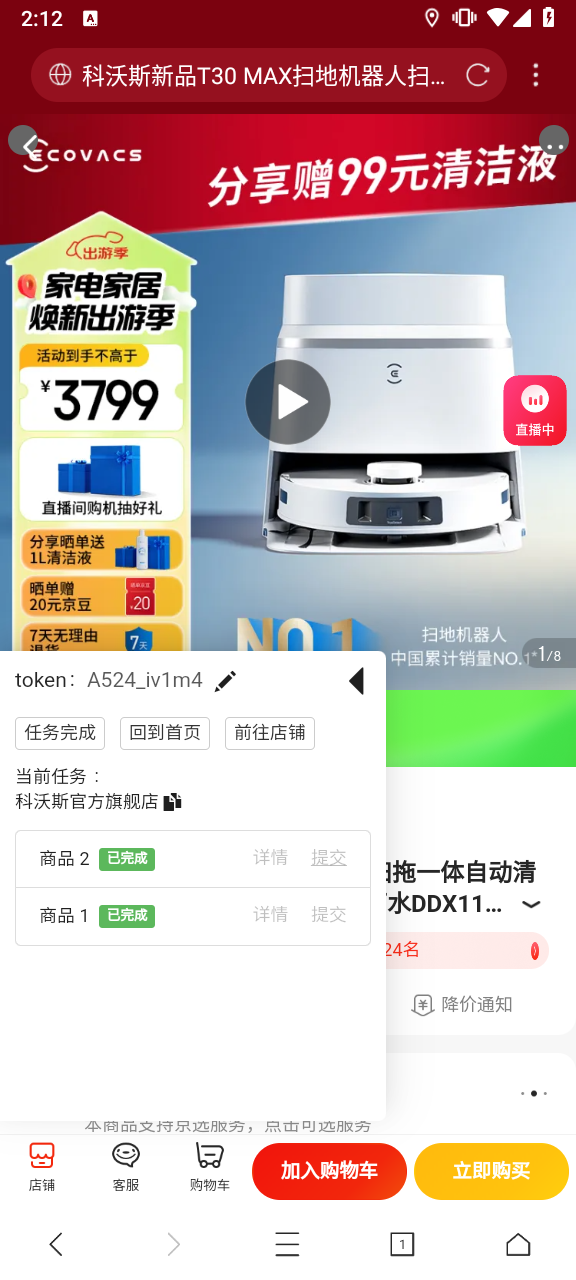 2:12
A
科沃斯新品T30 MAX扫地机器人扫...
ECOVACS
分享赠99元清洁液
出游季
家电家居
焕新出游季
活动到手不高于
¥3799
直播间购机抽好礼
分享晒单送
1L清洁液
晒单赠
20元京豆
20
7天无理由
退货
7天
直播中
NO.1
扫地机器人
中国累计销量NO.1*
1/8
token： A524_iv1m4
任务完成
回到首页
前往店铺
当前任务：
科沃斯官方旗舰店
商品 2 已完成 详情 提交
商品 1 已完成 详情 提交
拖一体自动清
水DDX11...
24名
降价通知
本商品支持京选服务，点击可选服务
店铺
客服
购物车
加入购物车
立即购买
1